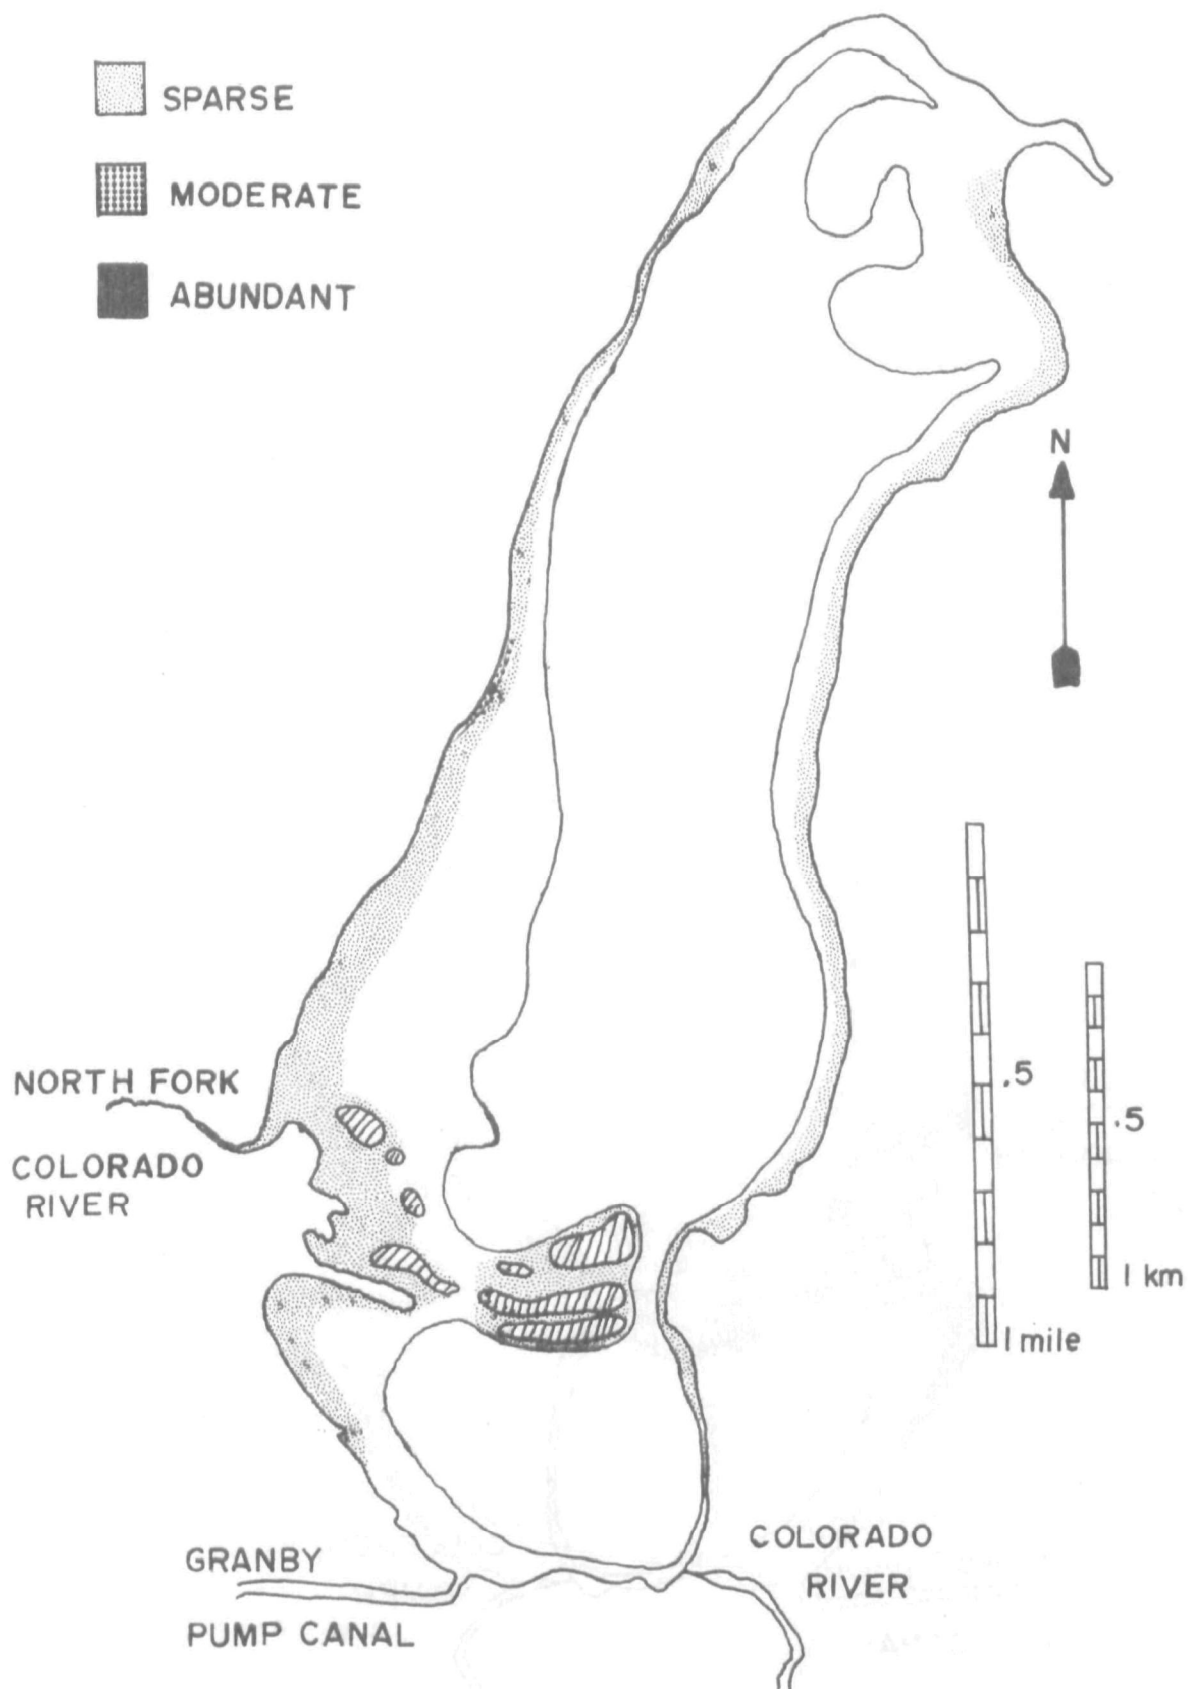 SPARSE
MODERATE
ABUNDANT
N
NORTH FORK
COLORADO
RIVER
.5
.5
1 km
1 mile
GRANBY
PUMP CANAL
COLORADO
RIVER